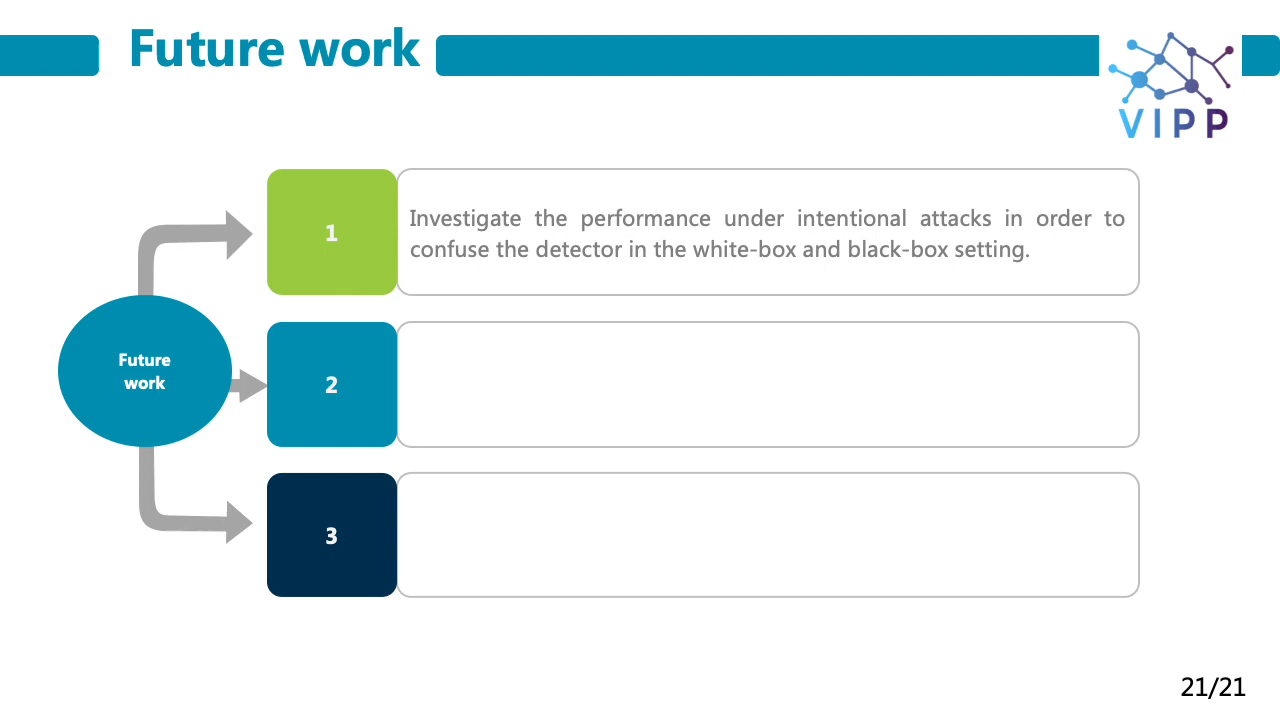 Future work
VIPP
1
Investigate the performance under intentional attacks in order to
confuse the detector in the white-box and black-box setting.
Future
work
2
3
21/21